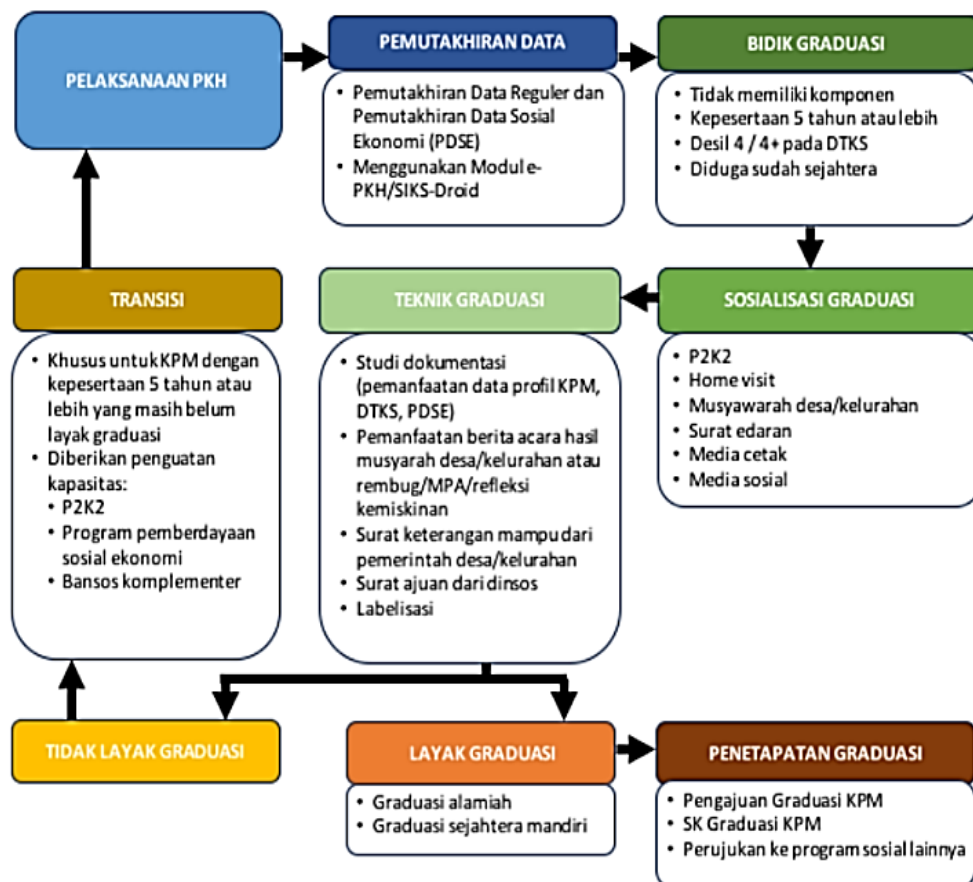 PELAKSANAAN PKH
PEMUTAKHIRAN DATA
• Pemutakhiran Data Reguler dan
Pemutakhiran Data Sosial
Ekonomi (PDSE)
• Menggunakan Module-
PKH/SIKS-Droid
BIDIK GRADUASI
• Tidak memiliki komponen
• Kepesertaan 5 tahun atau lebih
• Desil 4 / 4+ pada DTKS
• Diduga sudah sejahtera
TRANSISI
• Khusus untuk KPM dengan
kepesertaan 5 tahun atau
lebih yang masih belum
layak graduasi
• Diberikan penguatan
kapasitas:
• P2K2
• Program pemberdayaan
sosial ekonomi
• Bansos komplementer
TEKNIK GRADUASI
• Studi dokumentasi
(pemanfaatan data profil KPM,
DTKS, PDSE)
• Pemanfaatan berita acara hasil
musyarah desa/kelurahan atau
rembug/MPA/refleksi
kemiskinan
• Surat keterangan mampu dari
pemerintah desa/kelurahan
• Surat ajuan dari dinsos
• Labelisasi
SOSIALISASI GRADUASI
• P2K2
• Home visit
• Musyawarah desa/kelurahan
• Surat edaran
• Media cetak
• Media sosial
TIDAK LAYAK GRADUASI
LAYAK GRADUASI
• Graduasi alamiah
• Graduasi sejahtera mandiri
PENETAPATAN GRADUASI
• Pengajuan Graduasi KPM
• SK Graduasi KPM
• Perujukan ke program sosial lainnya